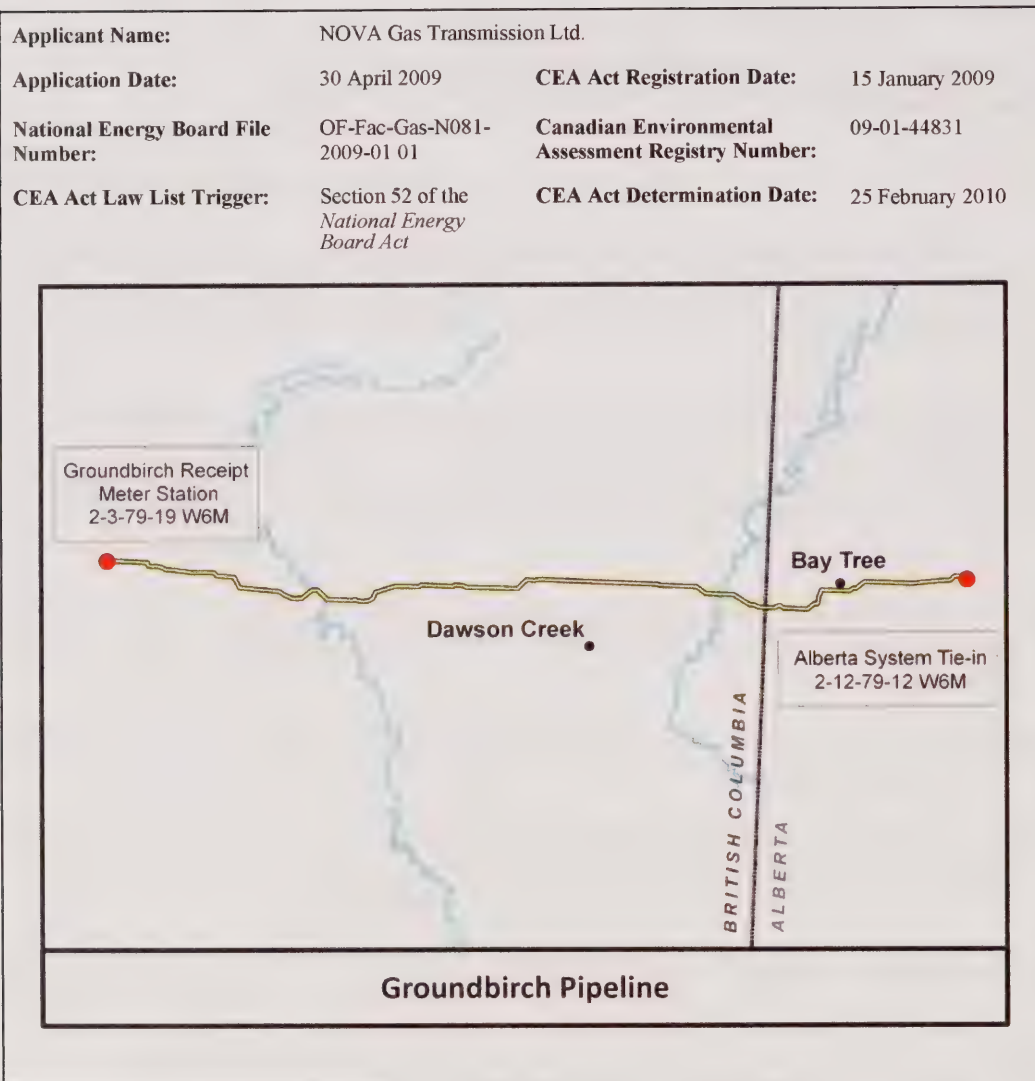 Applicant Name: NOVA Gas Transmission Ltd.
Application Date: 30 April 2009 CEA Act Registration Date: 15 January 2009
National Energy Board File OF-Fac-Gas-N081- Canadian Environmental 09-01-44831
Number: 2009-01 01 Assessment Registry Number:
CEA Act Law List Trigger: Section 52 of the CEA Act Determination Date: 25 February 2010
National Energy
Board Act
Groundbirch Receipt
Meter Station
2-3-79-19 W6M
Bay Tree
Dawson Creek
Alberta System Tie-in
2-12-79-12 W6M
BRITISH COLUMBIA
ALBERTA
Groundbirch Pipeline